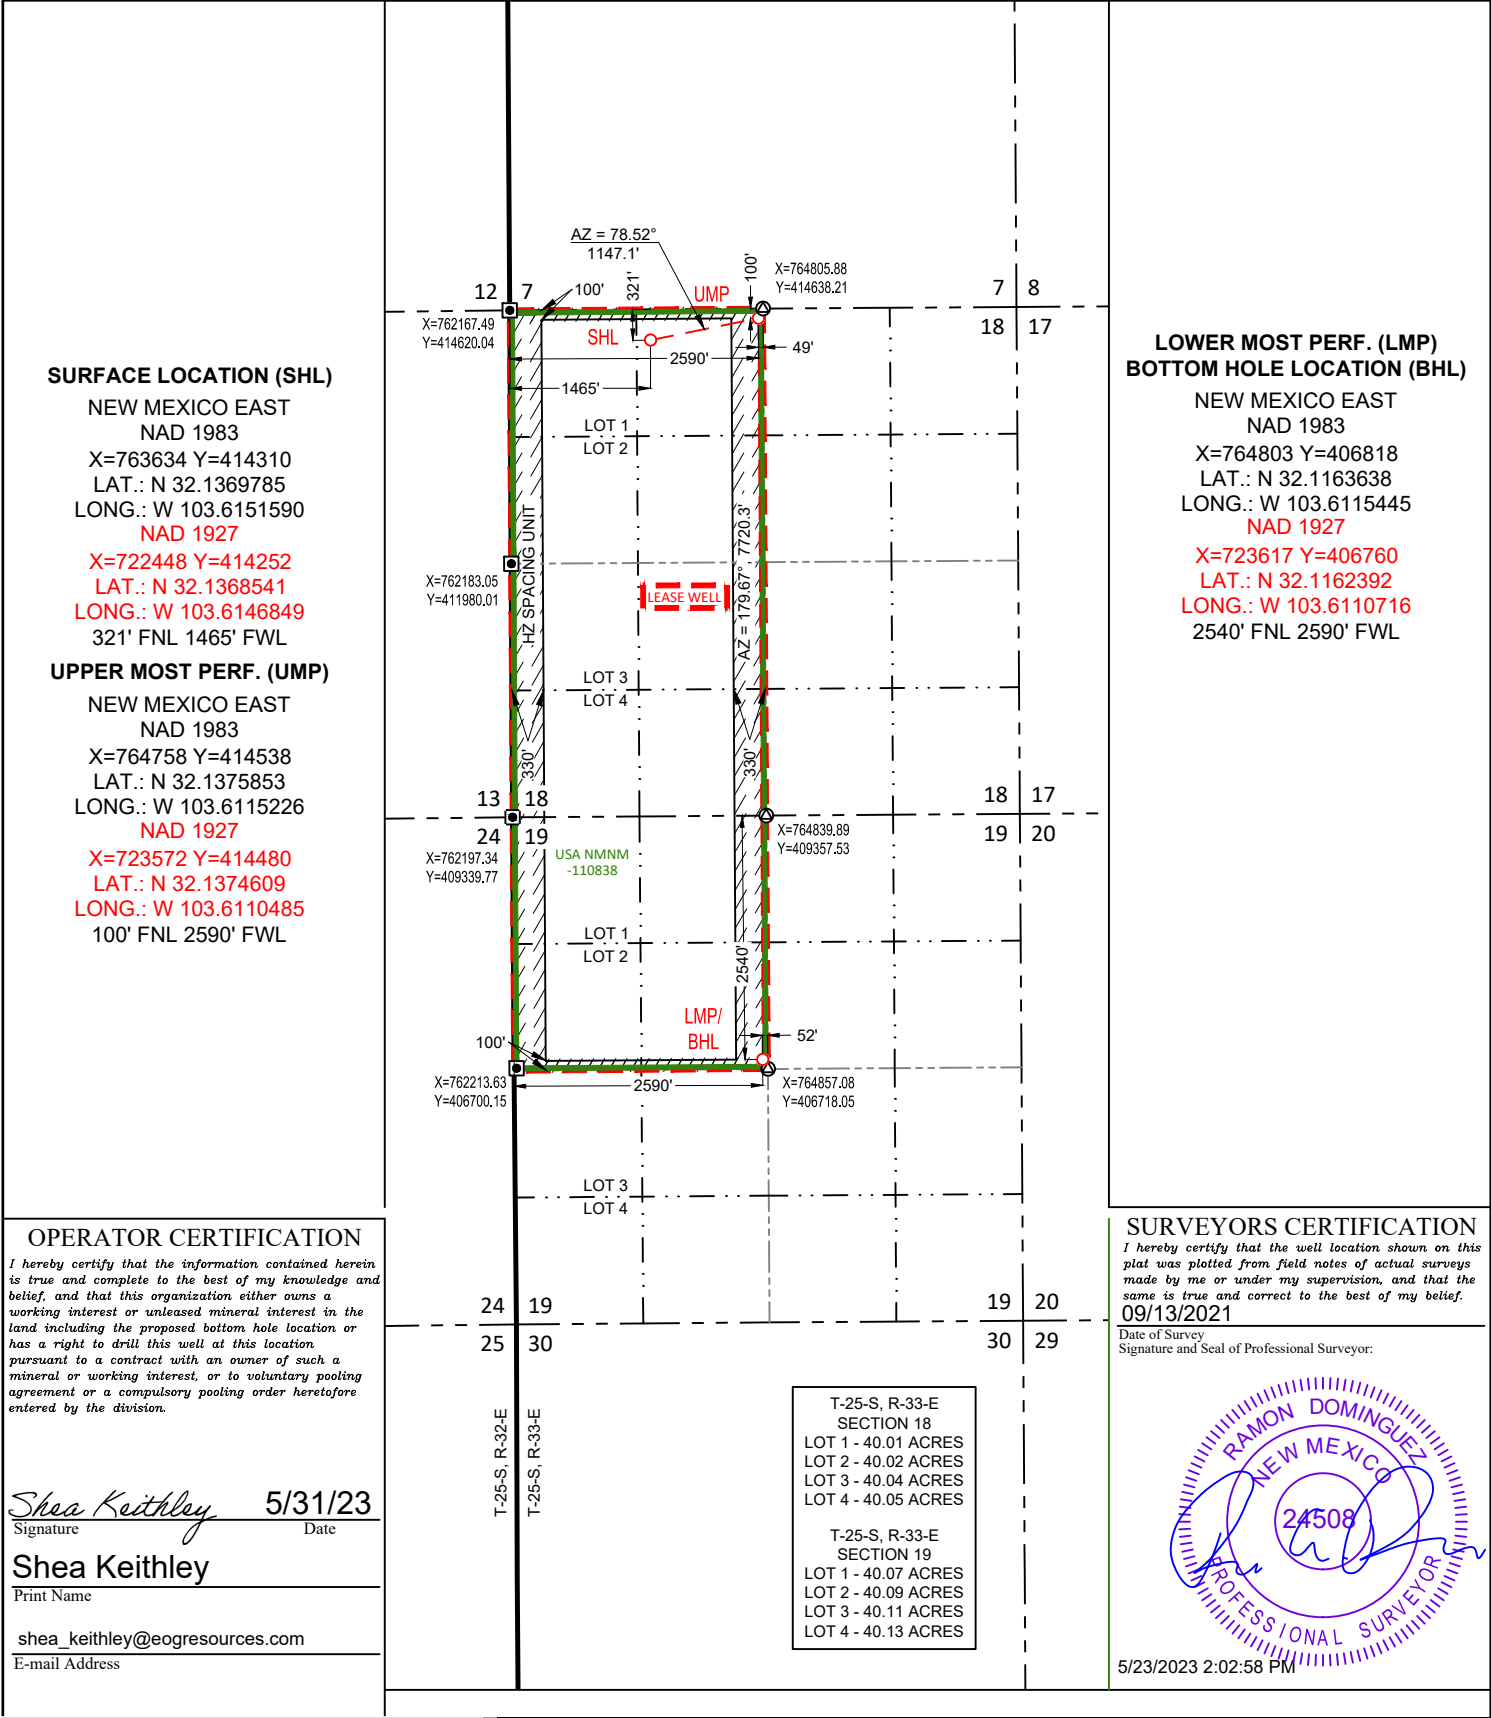 SURFACE LOCATION (SHL)
NEW MEXICO EAST
NAD 1983
X=763634 Y=414310
LAT.: N 32.1369785
LONG.: W 103.6151590
NAD 1927
X=722448 Y=414252
LAT.: N 32.1368541
LONG.: W 103.6146849
321' FNL 1465' FWL
UPPER MOST PERF. (UMP)
NEW MEXICO EAST
NAD 1983
X=764758 Y=414538
LAT.: N 32.1375853
LONG.: W 103.6115226
NAD 1927
X=723572 Y=414480
LAT.: N 32.1374609
LONG.: W 103.6110485
100' FNL 2590' FWL
AZ = 78.52°
1147.1'
321'
100'
100'
X=764805.88
Y=414638.21
12 7
UMP
7 8
18 17
X=762167.49
Y=414620.04
SHL
2590'
49'
1465'
LOT 1
LOT 2
HZ SPACING UNIT
AZ = 179.67° 7720.3'
X=762183.05
Y=411980.01
LEASE WELL
LOT 3
LOT 4
330'
330'
13 18
24 19
18 17
19 20
X=762197.34
Y=409339.77
USA NMNM
-110838
X=764839.89
Y=409357.53
LOT 1
LOT 2
2540'
LMP/
BHL
52'
100'
X=762213.63
Y=406700.15
2590'
X=764857.08
Y=406718.05
LOT 3
LOT 4
24 19
25 30
19 20
30 29
T-25-S, R-32-E
T-25-S, R-33-E
T-25-S, R-33-E
SECTION 18
LOT 1 - 40.01 ACRES
LOT 2 - 40.02 ACRES
LOT 3 - 40.04 ACRES
LOT 4 - 40.05 ACRES
T-25-S, R-33-E
SECTION 19
LOT 1 - 40.07 ACRES
LOT 2 - 40.09 ACRES
LOT 3 - 40.11 ACRES
LOT 4 - 40.13 ACRES
LOWER MOST PERF. (LMP)
BOTTOM HOLE LOCATION (BHL)
NEW MEXICO EAST
NAD 1983
X=764803 Y=406818
LAT.: N 32.1163638
LONG.: W 103.6115445
NAD 1927
X=723617 Y=406760
LAT.: N 32.1162392
LONG.: W 103.6110716
2540' FNL 2590' FWL
OPERATOR CERTIFICATION
I hereby certify that the information contained herein
is true and complete to the best of my knowledge and
belief, and that this organization either owns a
working interest or unleased mineral interest in the
land including the proposed bottom hole location or
has a right to drill this well at this location
pursuant to a contract with an owner of such a
mineral or working interest, or to voluntary pooling
agreement or a compulsory pooling order heretofore
entered by the division.
Shea Keithley 5/31/23
Signature Date
Shea Keithley
Print Name
shea_keithley@eogresources.com
E-mail Address
SURVEYORS CERTIFICATION
I hereby certify that the well location shown on this
plat was plotted from field notes of actual surveys
made by me or under my supervision, and that the
same is true and correct to the best of my belief.
09/13/2021
Date of Survey
Signature and Seal of Professional Surveyor:
RAMON DOMINGUEZ
NEW MEXICO
24508
PROFESSIONAL SURVEYOR
5/23/2023 2:02:58 PM